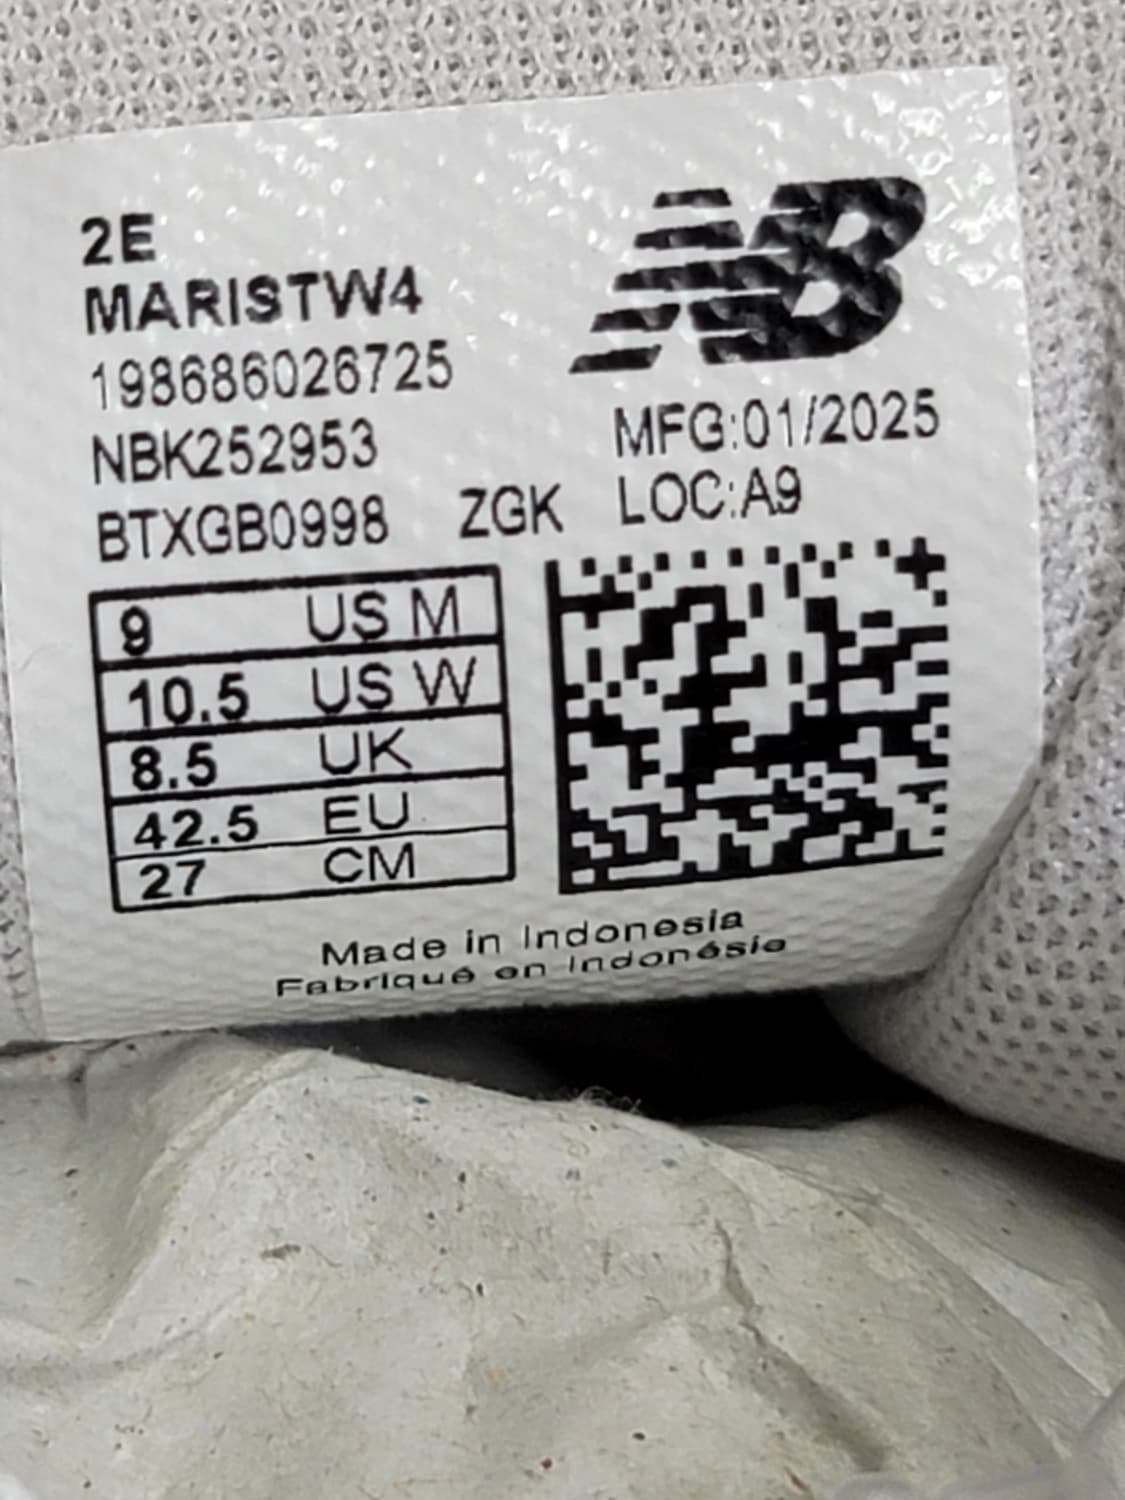 2E
MARISTW4
198686026725
NBK252953
BTXGB0998 ZGK
NB
MFG:01/2025
LOC:A9
9 US M
10.5 US W
8.5 UK
42.5 EU
27 CM
Made in Indonesia
Fabriqué en Indonésie